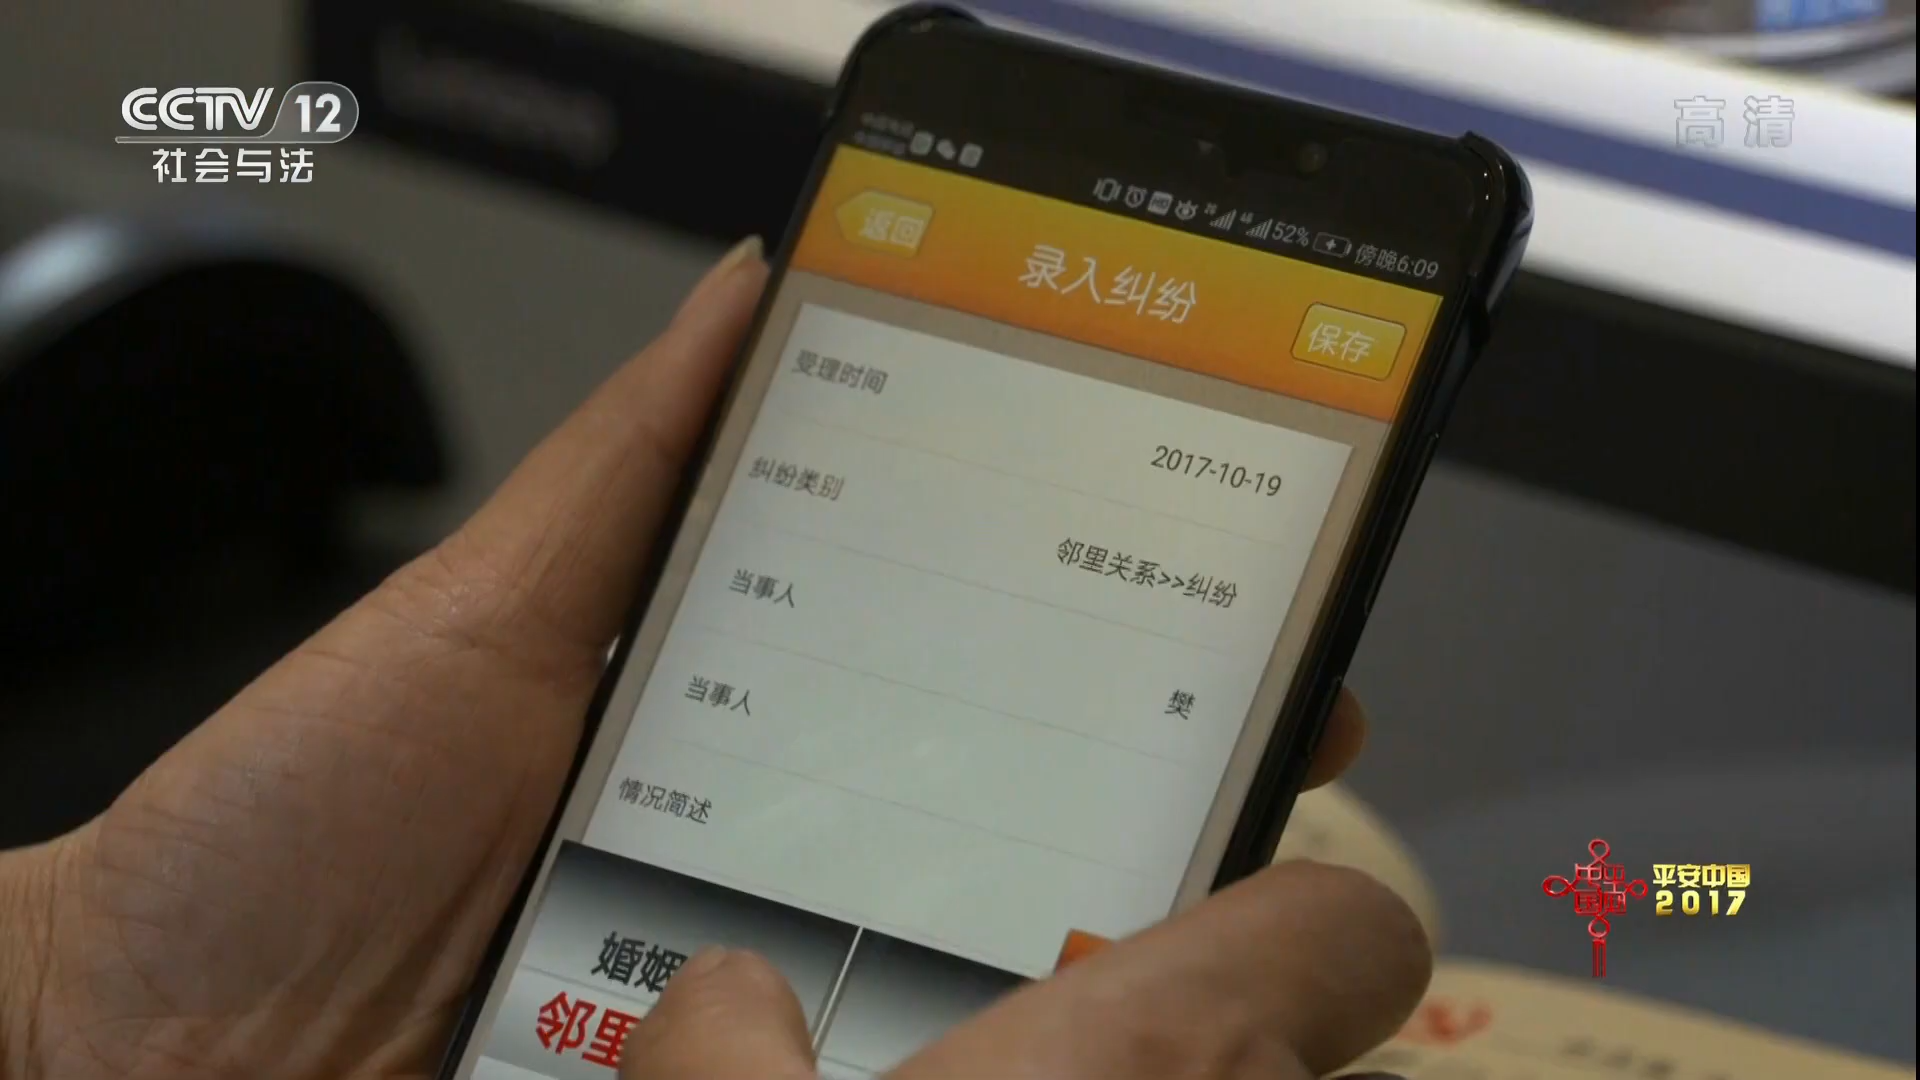 CCTV 12
社会与法
高清
52% 傍晚6:09
返回
录入纠纷
保存
受理时间
2017-10-19
纠纷类别
邻里关系>>纠纷
当事人
樊
当事人
情况简述
婚姻
邻里
平安中国
2017